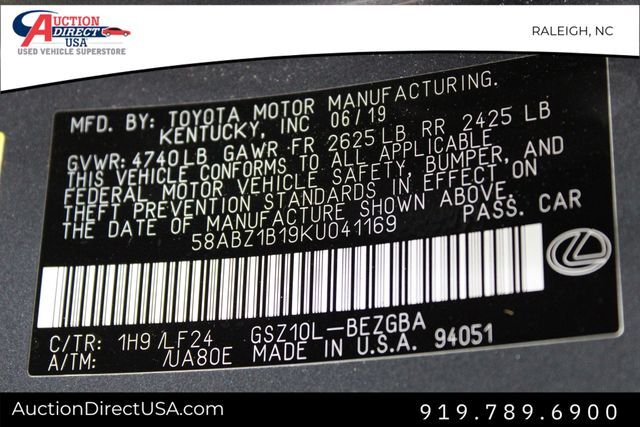 AUCTION
DIRECT
USA
USED VEHICLE SUPERSTORE
RALEIGH, NC
MFD. BY: TOYOTA MOTOR MANUFACTURING.
KENTUCKY, INC 06/19
GVWR: 4740LB GAWR FR 2625LB RR 2425 LB
THIS VEHICLE CONFORMS TO ALL APPLICABLE
FEDERAL MOTOR VEHICLE SAFETY, BUMPER, AND
THEFT PREVENTION STANDARDS IN EFFECT ON
THE DATE OF MANUFACTURE SHOWN ABOVE.
58ABZ1B19KU041169 PASS. CAR
C/TR: 1H9/LF24 GSZ10L-BEZGBA
A/TM: /UA80E MADE IN U.S.A. 94051
AuctionDirectUSA.com
919.789.6900